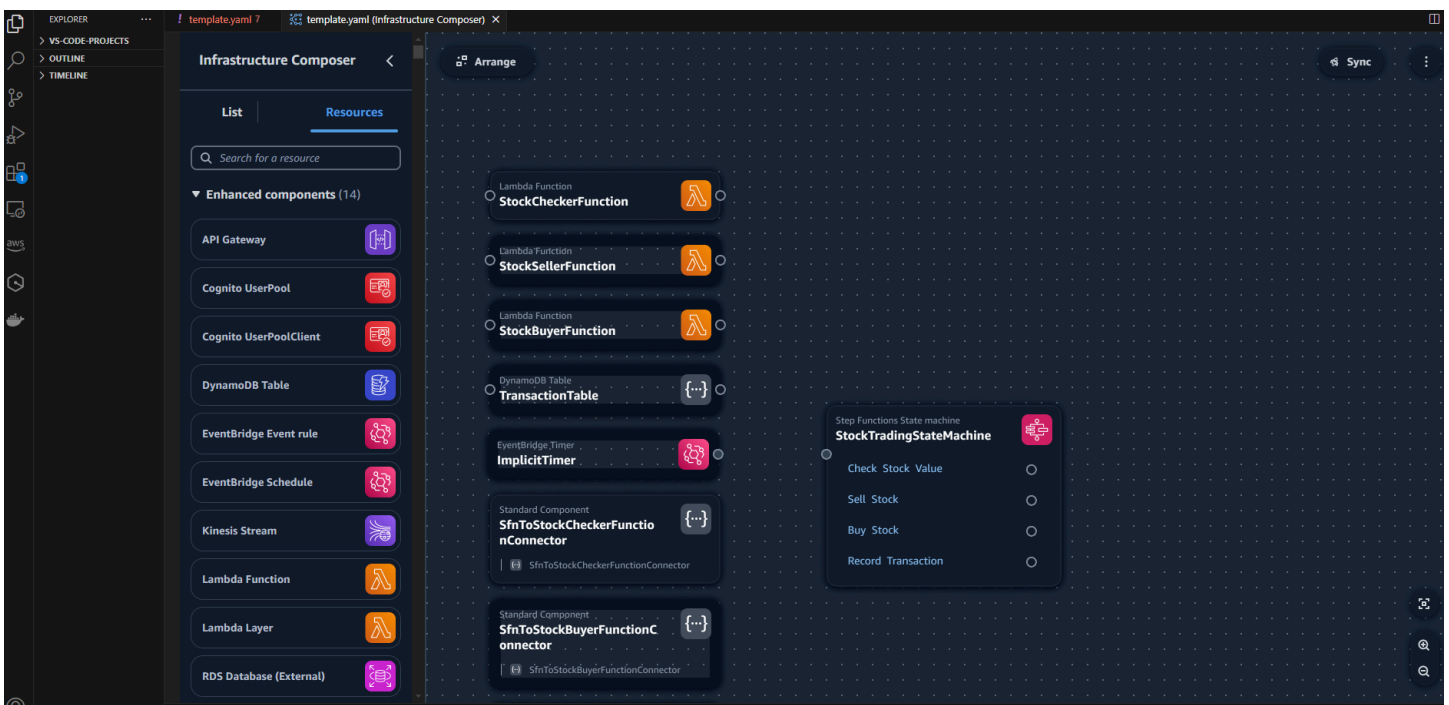 EXPLORER
...
! template.yaml 7
template.yaml (Infrastructure Composer) ×
> VS-CODE-PROJECTS
> OUTLINE
> TIMELINE
1
aws
Infrastructure Composer
List
Resources
Search for a resource
Enhanced components (14)
API Gateway
Cognito UserPool
Cognito UserPoolClient
DynamoDB Table
EventBridge Event rule
EventBridge Schedule
Kinesis Stream
Lambda Function
Lambda Layer
RDS Database (External)
Arrange
Sync
Lambda Function
StockCheckerFunction
Lambda Function
StockSellerFunction
Lambda Function
StockBuyerFunction
DynamoDB Table
TransactionTable
{...}
EventBridge Timer
ImplicitTimer
Standard Component
SfnToStockCheckerFunctio
nConnector
{...}
SfnToStockCheckerFunctionConnector
Standard Component
SfnToStockBuyerFunctionC
onnector
{...}
SfnToStockBuyerFunctionConnector
Step Functions State machine
StockTradingStateMachine
Check Stock Value
Sell Stock
Buy Stock
Record Transaction